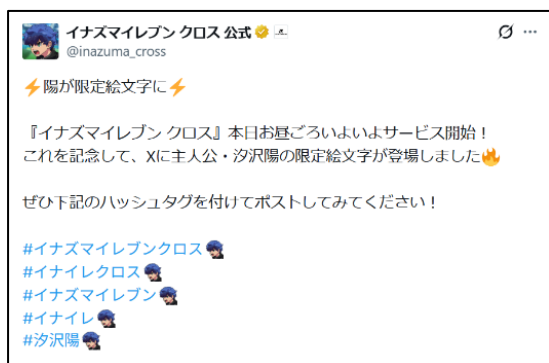 イナズマイレブン クロス 公式
@inazuma_cross
⚡陽が限定絵文字に⚡
『イナズマイレブン クロス』本日お昼ごろいよいよサービス開始！
これを記念して、Xに主人公・汐沢陽の限定絵文字が登場しました🔥
ぜひ下記のハッシュタグを付けてポストしてみてください！
#イナズマイレブンクロス
#イナイレクロス
#イナズマイレブン
#イナイレ
#汐沢陽